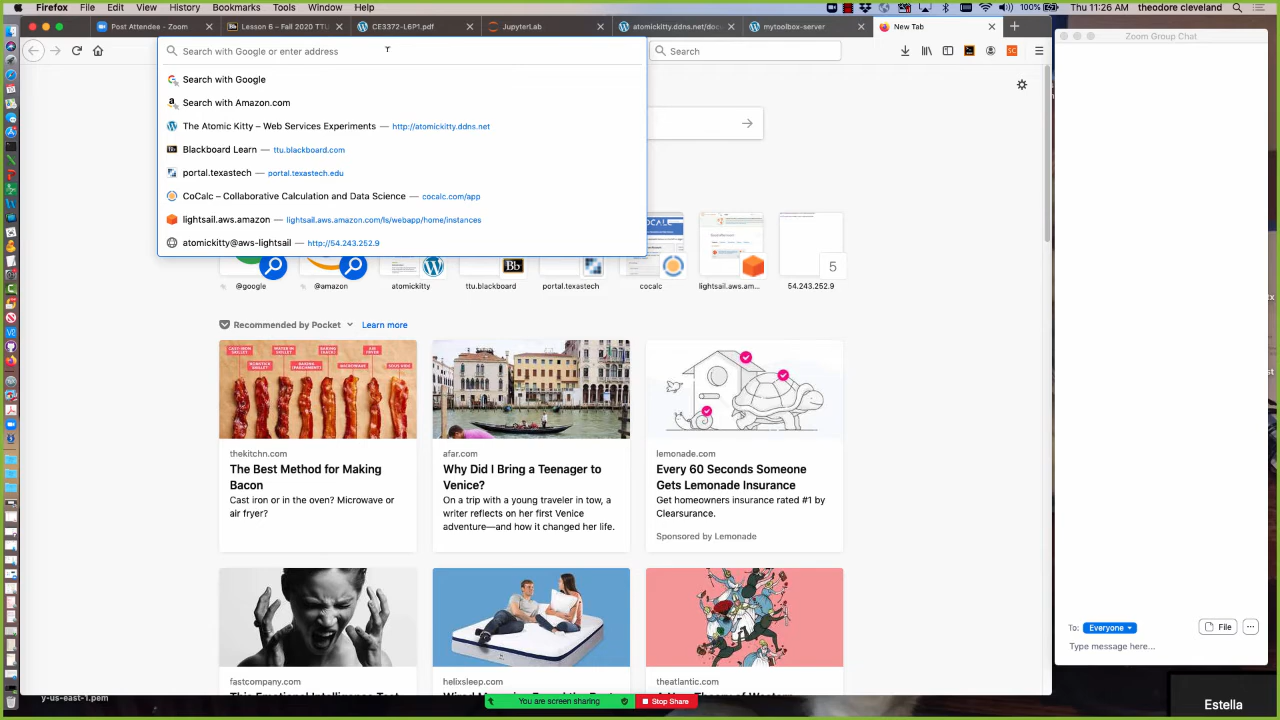 Firefox File Edit View History Bookmarks Tools Window Help
100% Thu 11:26 AM theodore cleveland
Post Attendee - Zoom
Lesson 6 – Fall 2020 TTU
CE3372-L6P1.pdf
JupyterLab
atomickitty.ddns.net/doc
mytoolbox-server
New Tab
Zoom Group Chat
Search with Google or enter address
Search
Search with Google
Search with Amazon.com
The Atomic Kitty – Web Services Experiments — http://atomickitty.ddns.net
Blackboard Learn — ttu.blackboard.com
portal.texastech — portal.texastech.edu
CoCalc – Collaborative Calculation and Data Science — cocalc.com/app
lightsail.aws.amazon — lightsail.aws.amazon.com/ls/webapp/home/instances
atomickitty@aws-lightsail — http://54.243.252.9
5
@google
@amazon
atomickitty
ttu.blackboard
portal.texastech
cocalc
lightsail.aws.am...
54.243.252.9
Recommended by Pocket
Learn more
thekitchn.com
The Best Method for Making
Bacon
Cast iron or in the oven? Microwave or
air fryer?
afar.com
Why Did I Bring a Teenager to
Venice?
On a trip with a young traveler in tow, a
writer reflects on her first Venice
adventure—and how it changed her life.
lemonade.com
Every 60 Seconds Someone
Gets Lemonade Insurance
Get homeowners insurance rated #1 by
Clearsurance.
Sponsored by Lemonade
fastcompany.com
helixsleep.com
theatlantic.com
To: Everyone
File
Type message here...
y-us-east-1.pem
You are screen sharing
Stop Share
Estella